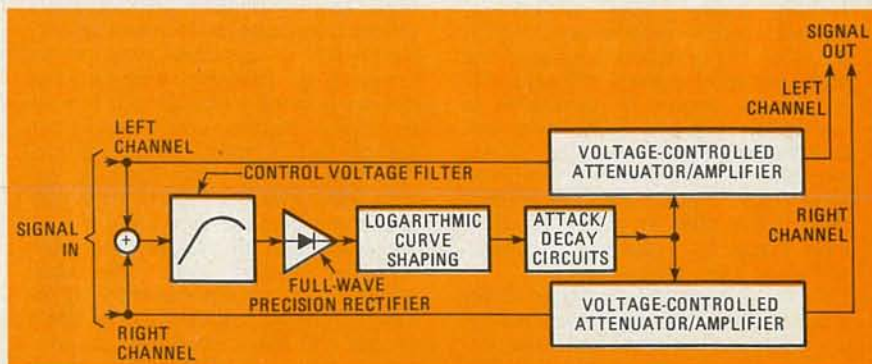 SIGNAL
OUT
LEFT
CHANNEL
LEFT
CHANNEL
CONTROL VOLTAGE FILTER
VOLTAGE-CONTROLLED
ATTENUATOR/AMPLIFIER
SIGNAL
IN
+
LOGARITHMIC
CURVE
SHAPING
ATTACK/
DECAY
CIRCUITS
RIGHT
CHANNEL
FULL-WAVE
PRECISION RECTIFIER
VOLTAGE-CONTROLLED
ATTENUATOR/AMPLIFIER
RIGHT
CHANNEL